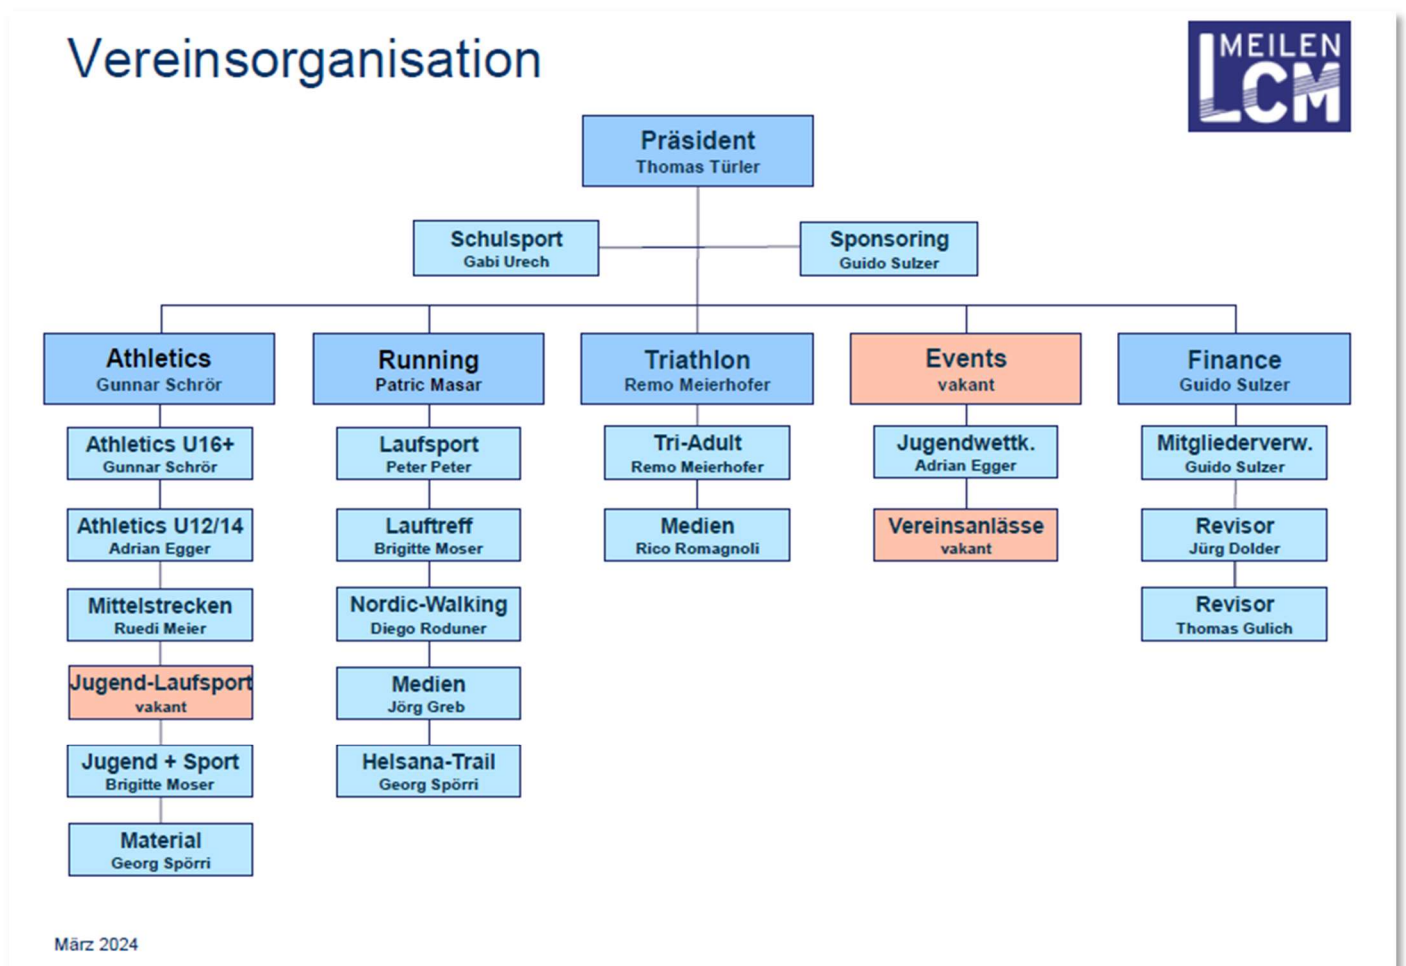 Vereinsorganisation
MEILEN
LCM
Präsident
Thomas Türler
Schulsport
Gabi Urech
Sponsoring
Guido Sulzer
Athletics
Gunnar Schrör
Athletics U16+
Gunnar Schrör
Athletics U12/14
Adrian Egger
Mittelstrecken
Ruedi Meier
Jugend-Laufsport
vakant
Jugend + Sport
Brigitte Moser
Material
Georg Spörri
Running
Patric Masar
Laufsport
Peter Peter
Lauftreff
Brigitte Moser
Nordic-Walking
Diego Roduner
Medien
Jörg Greb
Helsana-Trail
Georg Spörri
Triathlon
Remo Meierhofer
Tri-Adult
Remo Meierhofer
Medien
Rico Romagnoli
Events
vakant
Jugendwettk.
Adrian Egger
Vereinsanlässe
vakant
Finance
Guido Sulzer
Mitgliederverw.
Guido Sulzer
Revisor
Jürg Dolder
Revisor
Thomas Gulich
März 2024